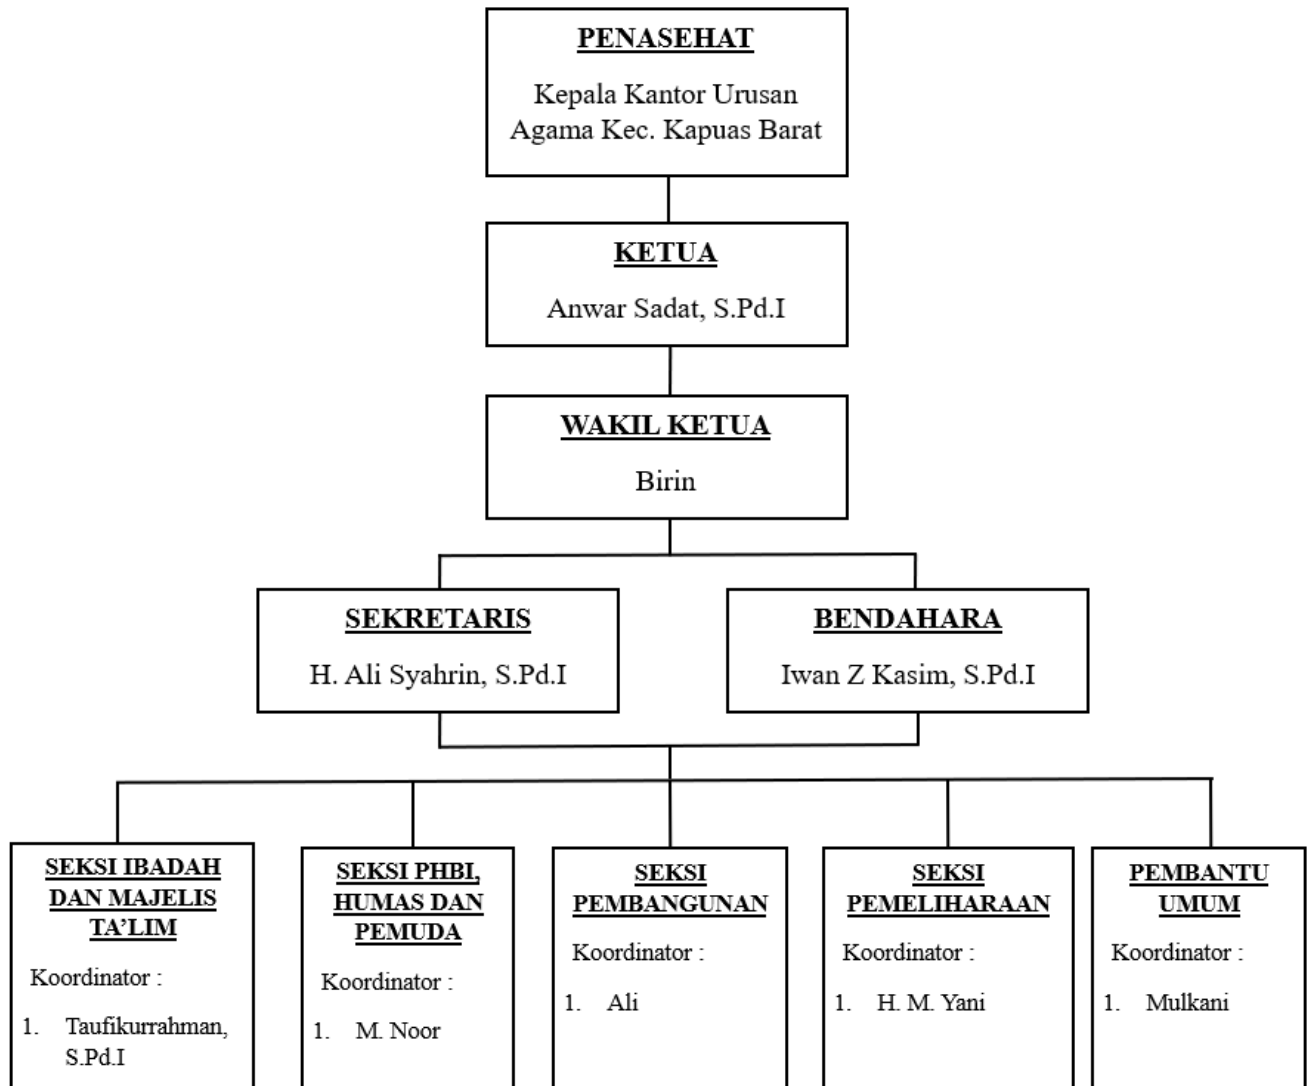 PENASEHAT
Kepala Kantor Urusan
Agama Kec. Kapuas Barat
KETUA
Anwar Sadat, S.Pd.I
WAKIL KETUA
Birin
SEKRETARIS
H. Ali Syahrin, S.Pd.I
BENDAHARA
Iwan Z Kasim, S.Pd.I
SEKSI IBADAH
DAN MAJELIS
TA’LIM
Koordinator :
1. Taufikurrahman,
S.Pd.I
SEKSI PHBI,
HUMAS DAN
PEMUDA
Koordinator :
1. M. Noor
SEKSI
PEMBANGUNAN
Koordinator :
1. Ali
SEKSI
PEMELIHARAAN
Koordinator :
1. H. M. Yani
PEMBANTU
UMUM
Koordinator :
1. Mulkani